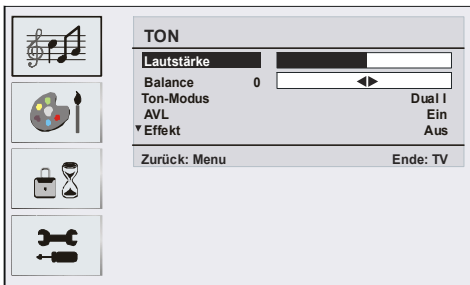 TON
Lautstärke
Balance 0
Ton-Modus Dual I
AVL Ein
Effekt Aus
Zurück: Menu Ende: TV